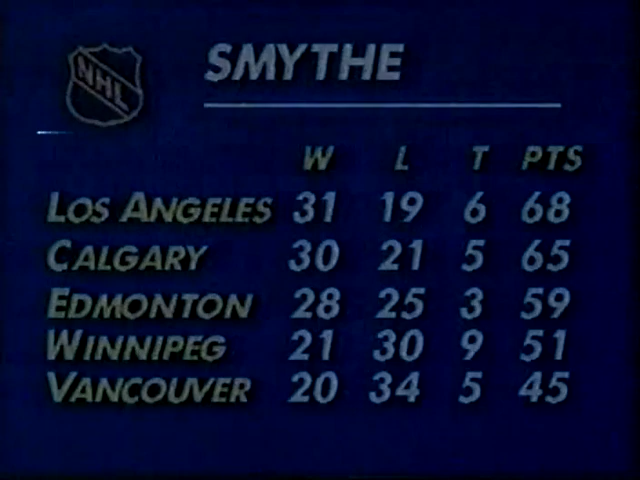 NHL
SMYTHE
W L T PTS
LOS ANGELES 31 19 6 68
CALGARY 30 21 5 65
EDMONTON 28 25 3 59
WINNIPEG 21 30 9 51
VANCOUVER 20 34 5 45